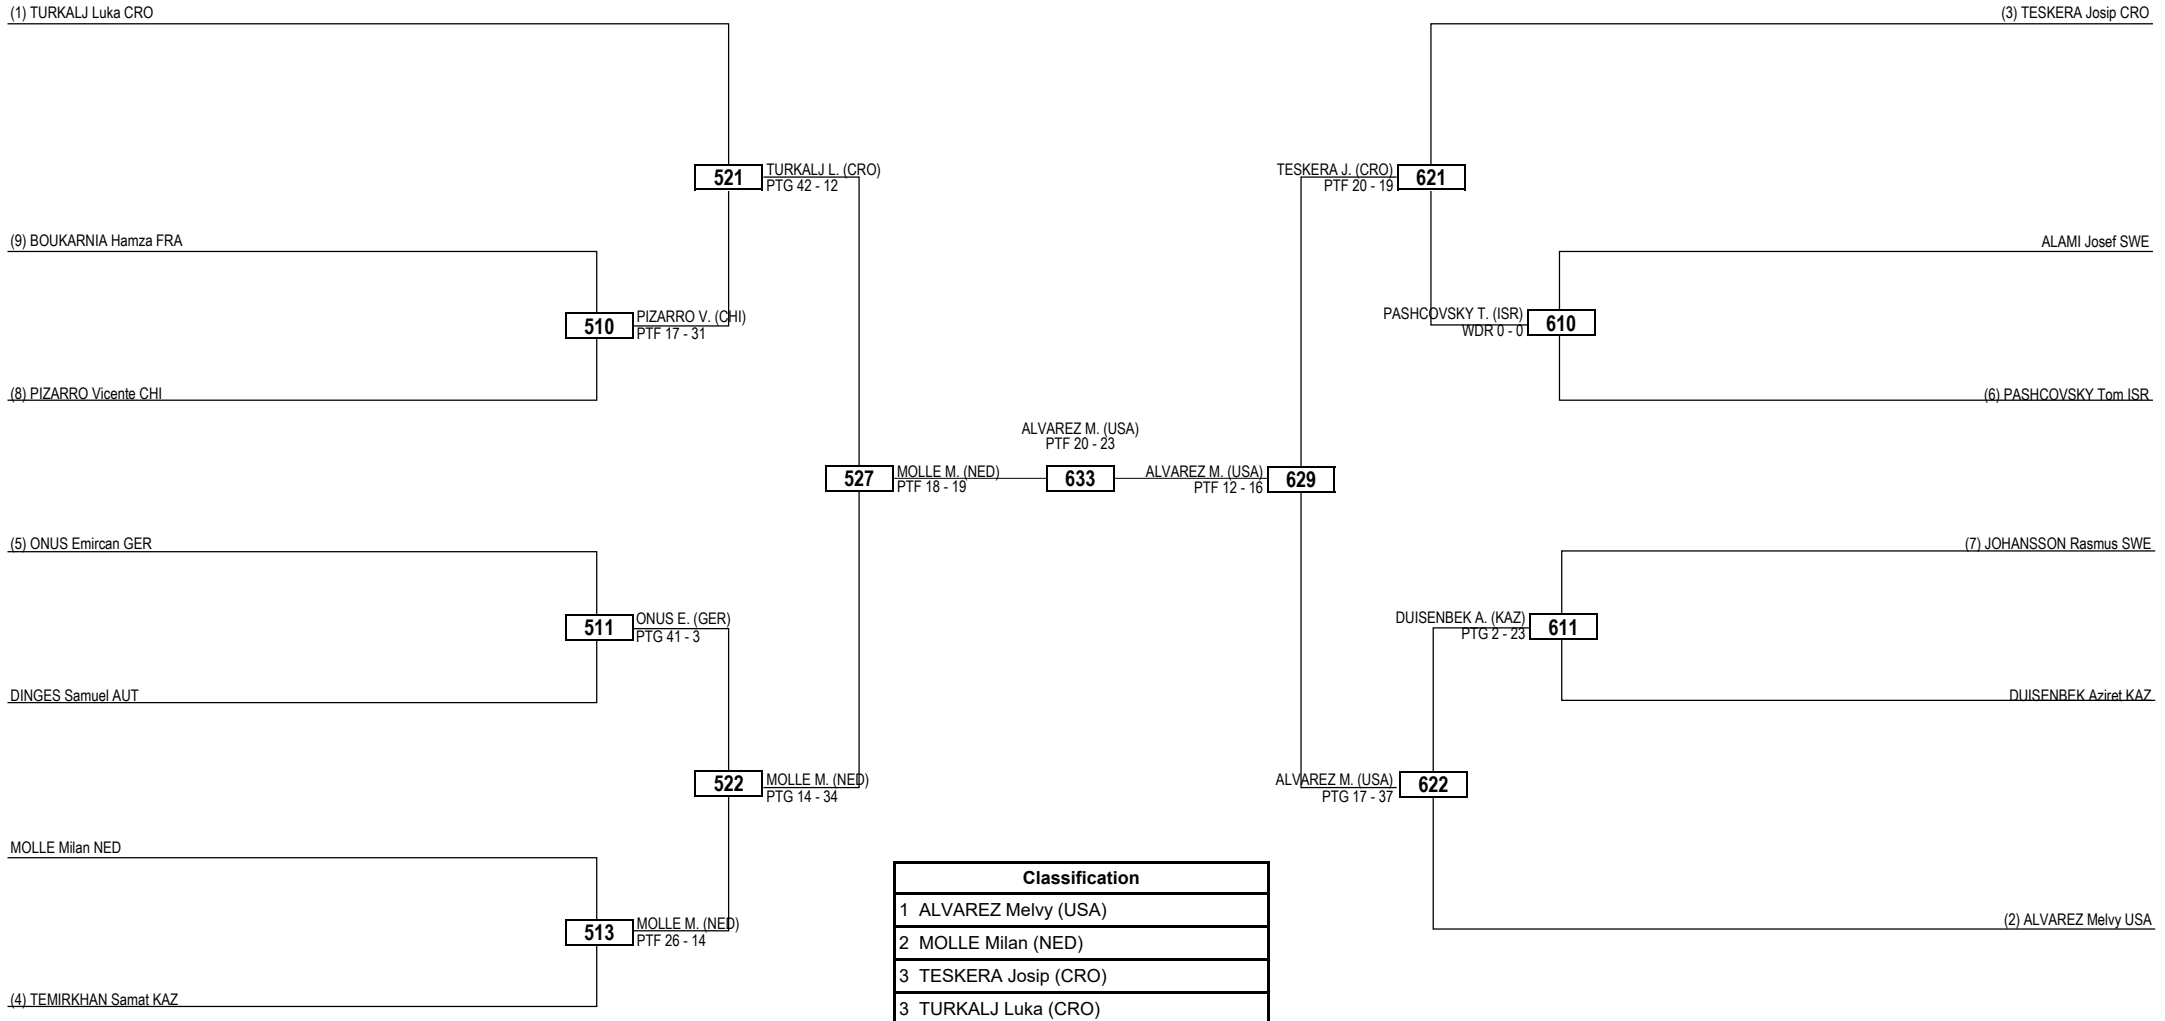 (1) TURKALJ Luka CRO
(3) TESKERA Josip CRO
521
TURKALJ L. (CRO)
PTG 42 - 12
TESKERA J. (CRO)
PTF 20 - 19
621
(9) BOUKARNIA Hamza FRA
ALAMI Josef SWE
510
PIZARRO V. (CHI)
PTF 17 - 31
PASHCOVSKY T. (ISR)
WDR 0 - 0
610
(8) PIZARRO Vicente CHI
(6) PASHCOVSKY Tom ISR
ALVAREZ M. (USA)
PTF 20 - 23
527
MOLLE M. (NED)
PTF 18 - 19
633
ALVAREZ M. (USA)
PTF 12 - 16
629
(5) ONUS Emircan GER
(7) JOHANSSON Rasmus SWE
511
ONUS E. (GER)
PTG 41 - 3
DUISENBEK A. (KAZ)
PTG 2 - 23
611
DINGES Samuel AUT
DUISENBEK Aziret KAZ
522
MOLLE M. (NED)
PTG 14 - 34
ALVAREZ M. (USA)
PTG 17 - 37
622
MOLLE Milan NED
513
MOLLE M. (NED)
PTF 26 - 14
(2) ALVAREZ Melvy USA
(4) TEMIRKHAN Samat KAZ
Classification
1 ALVAREZ Melvy (USA)
2 MOLLE Milan (NED)
3 TESKERA Josip (CRO)
3 TURKALJ Luka (CRO)